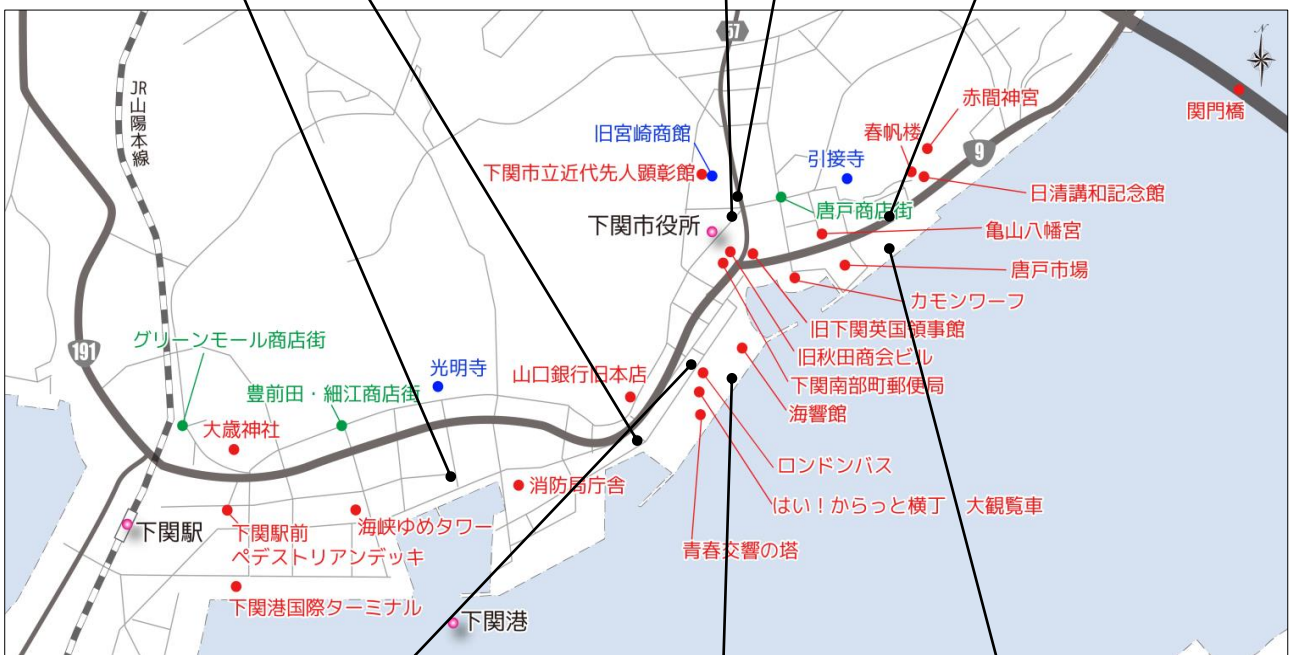 57
N
JR山陽本線
赤間神宮
関門橋
春帆楼
旧宮崎商館
9
引接寺
下関市立近代先人顕彰館
日清講和記念館
唐戸商店街
下関市役所
亀山八幡宮
唐戸市場
カモンワーフ
旧下関英国領事館
グリーンモール商店街
191
旧秋田商会ビル
光明寺
山口銀行旧本店
下関南部町郵便局
豊前田・細江商店街
海響館
大歳神社
ロンドンバス
消防局庁舎
はい!からっと横丁 大観覧車
下関駅
下関駅前
ペデストリアンデッキ
海峡ゆめタワー
青春交響の塔
下関港国際ターミナル
下関港